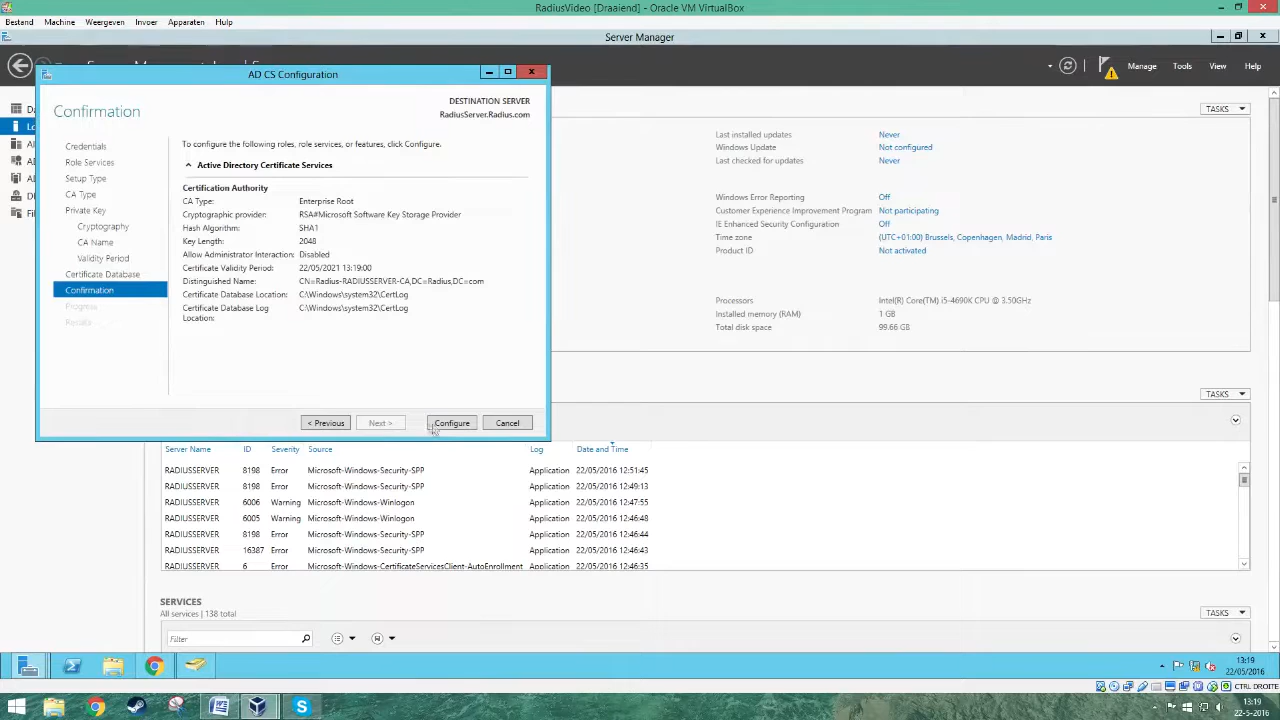 RadiusVideo [Draaiend] - Oracle VM VirtualBox
Bestand Machine Weergeven Invoer Apparaten Hulp
Server Manager
Manage Tools View Help
AD CS Configuration
Confirmation
DESTINATION SERVER
RadiusServer.Radius.com
TASKS
Credentials
Role Services
Setup Type
CA Type
Private Key
Cryptography
CA Name
Validity Period
Certificate Database
Confirmation
Progress
Results
To configure the following roles, role services, or features, click Configure.
Active Directory Certificate Services
Certification Authority
CA Type: Enterprise Root
Cryptographic provider: RSA#Microsoft Software Key Storage Provider
Hash Algorithm: SHA1
Key Length: 2048
Allow Administrator Interaction: Disabled
Certificate Validity Period: 22/05/2021 13:19:00
Distinguished Name: CN=Radius-RADIUSSERVER-CA,DC=Radius,DC=com
Certificate Database Location: C:\Windows\system32\CertLog
Certificate Database Log Location: C:\Windows\system32\CertLog
< Previous Next > Configure Cancel
Last installed updates Never
Windows Update Not configured
Last checked for updates Never
Windows Error Reporting Off
Customer Experience Improvement Program Not participating
IE Enhanced Security Configuration Off
Time zone (UTC+01:00) Brussels, Copenhagen, Madrid, Paris
Product ID Not activated
Processors Intel(R) Core(TM) i5-4690K CPU @ 3.50GHz
Installed memory (RAM) 1 GB
Total disk space 99.66 GB
TASKS
Server Name ID Severity Source Log Date and Time
RADIUSSERVER 8198 Error Microsoft-Windows-Security-SPP Application 22/05/2016 12:51:45
RADIUSSERVER 8198 Error Microsoft-Windows-Security-SPP Application 22/05/2016 12:49:13
RADIUSSERVER 6006 Warning Microsoft-Windows-Winlogon Application 22/05/2016 12:47:55
RADIUSSERVER 6005 Warning Microsoft-Windows-Winlogon Application 22/05/2016 12:46:48
RADIUSSERVER 8198 Error Microsoft-Windows-Security-SPP Application 22/05/2016 12:46:44
RADIUSSERVER 16387 Error Microsoft-Windows-Security-SPP Application 22/05/2016 12:46:43
RADIUSSERVER 6 Error Microsoft-Windows-CertificateServicesClient-AutoEnrollment Application 22/05/2016 12:46:35
SERVICES
All services | 138 total
TASKS
Filter
13:19
22/05/2016
CTRL DROITE
13:19
22-5-2016